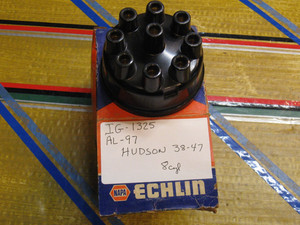 IG-1325
AL-97
HUDSON 38-47
8cyl
NAPA ECHLIN